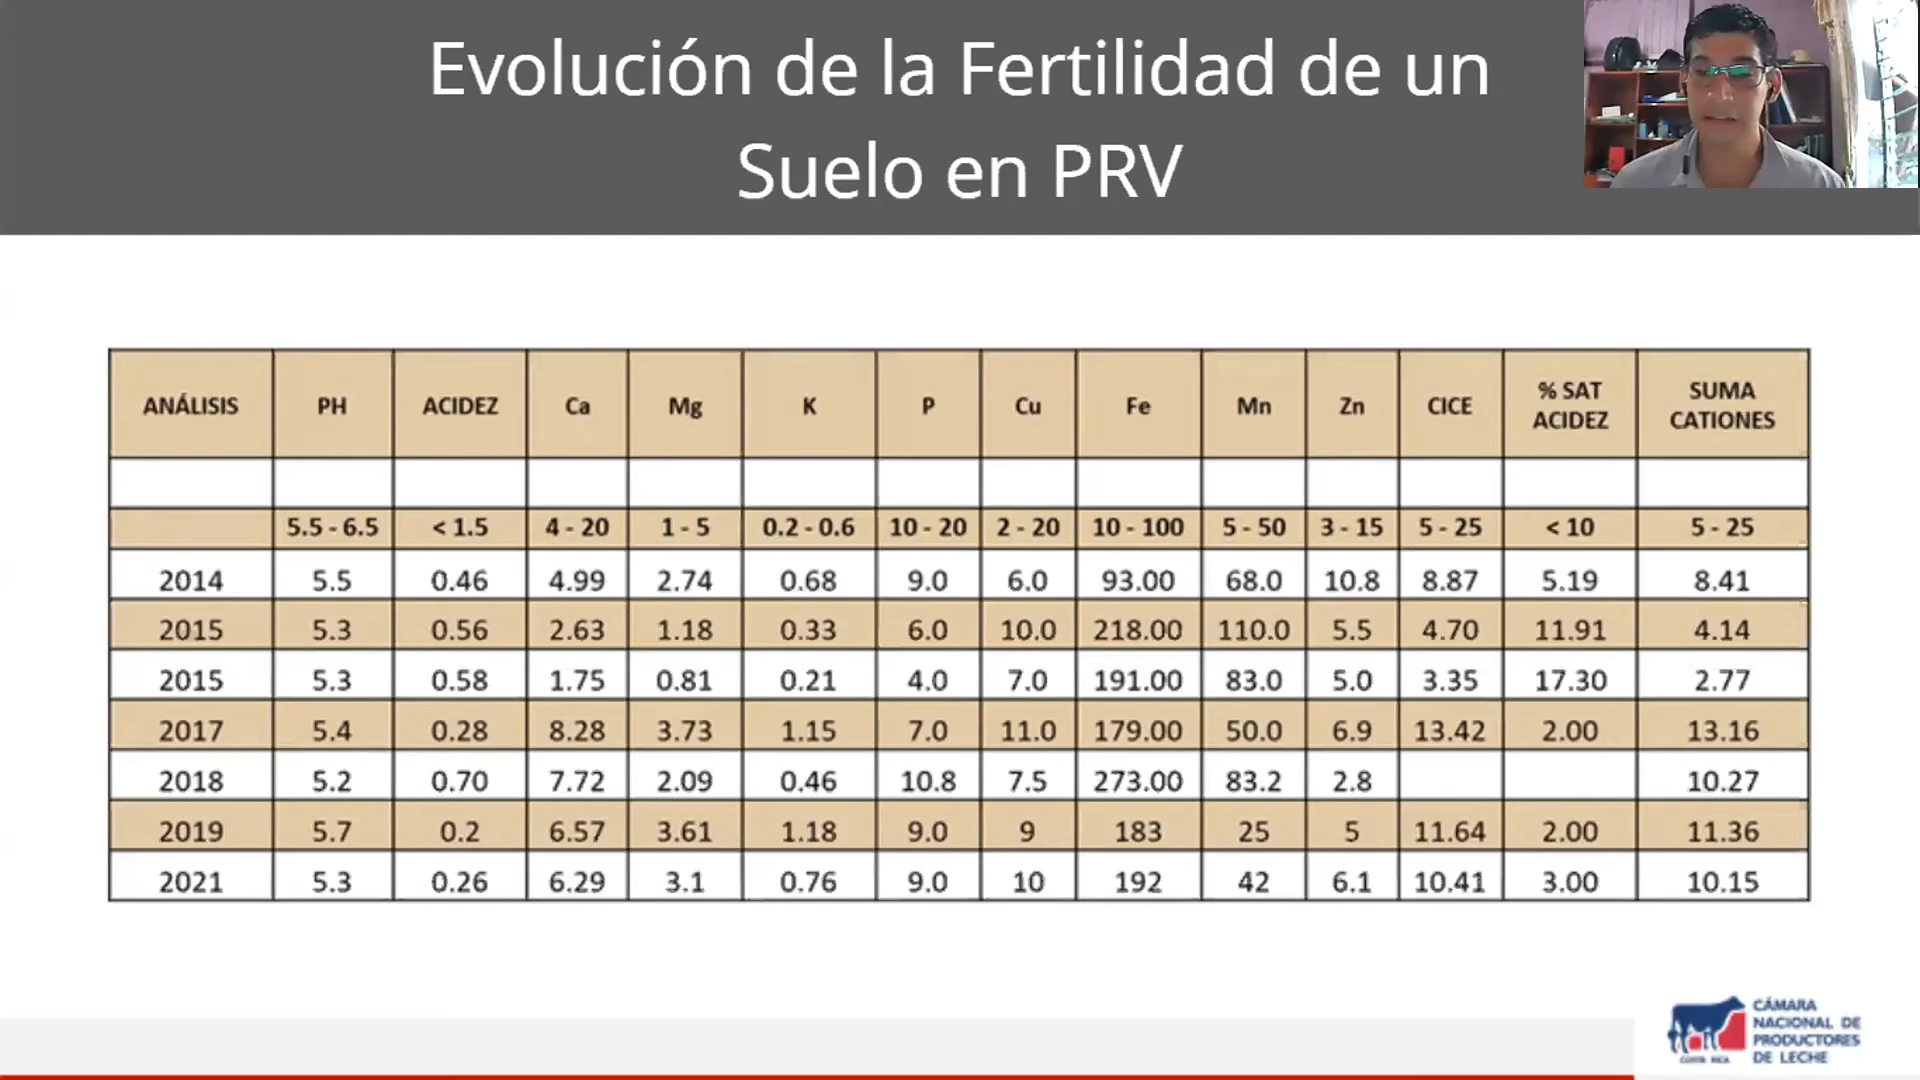 Evolución de la Fertilidad de un
Suelo en PRV
ANÁLISIS PH ACIDEZ Ca Mg K P Cu Fe Mn Zn CICE % SAT ACIDEZ SUMA CATIONES
5.5 - 6.5 < 1.5 4 - 20 1 - 5 0.2 - 0.6 10 - 20 2 - 20 10 - 100 5 - 50 3 - 15 5 - 25 < 10 5 - 25
2014 5.5 0.46 4.99 2.74 0.68 9.0 6.0 93.00 68.0 10.8 8.87 5.19 8.41
2015 5.3 0.56 2.63 1.18 0.33 6.0 10.0 218.00 110.0 5.5 4.70 11.91 4.14
2015 5.3 0.58 1.75 0.81 0.21 4.0 7.0 191.00 83.0 5.0 3.35 17.30 2.77
2017 5.4 0.28 8.28 3.73 1.15 7.0 11.0 179.00 50.0 6.9 13.42 2.00 13.16
2018 5.2 0.70 7.72 2.09 0.46 10.8 7.5 273.00 83.2 2.8 10.27
2019 5.7 0.2 6.57 3.61 1.18 9.0 9 183 25 5 11.64 2.00 11.36
2021 5.3 0.26 6.29 3.1 0.76 9.0 10 192 42 6.1 10.41 3.00 10.15
CÁMARA
NACIONAL DE
PRODUCTORES
DE LECHE
COSTA RICA